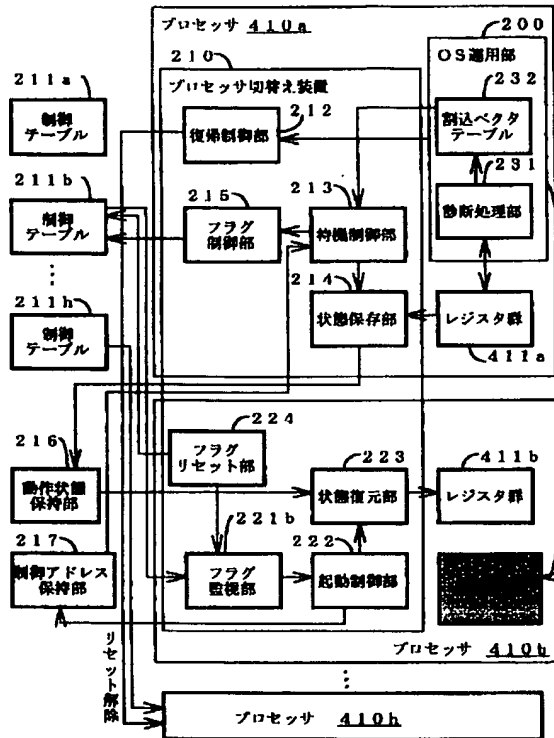 プロセッサ 410a
200
210
OS運用部
プロセッサ切替え装置
232
211a
制御
テーブル
212
復帰制御部
割込ベクタ
テーブル
211b
制御
テーブル
215
フラグ
制御部
213
待機制御部
231
診断処理部
⋮
214
211h
制御
テーブル
状態保存部
レジスタ群
411a
224
フラグ
リセット部
216
動作状態
保持部
223
状態復元部
411b
レジスタ群
221b
217
制御アドレス
保持部
フラグ
監視部
222
起動制御部
プロセッサ 410b
リセット解除
⋮
プロセッサ 410h